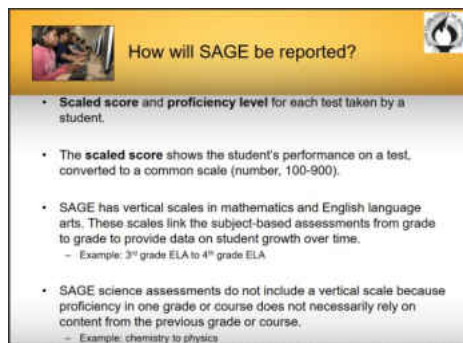 How will SAGE be reported?
• Scaled score and proficiency level for each test taken by a
student.
• The scaled score shows the student's performance on a test,
converted to a common scale (number, 100-900).
• SAGE has vertical scales in mathematics and English language
arts. These scales link the subject-based assessments from grade
to grade to provide data on student growth over time.
– Example: 3rd grade ELA to 4th grade ELA
• SAGE science assessments do not include a vertical scale because
proficiency in one grade or course does not necessarily rely on
content from the previous grade or course.
– Example: chemistry to physics